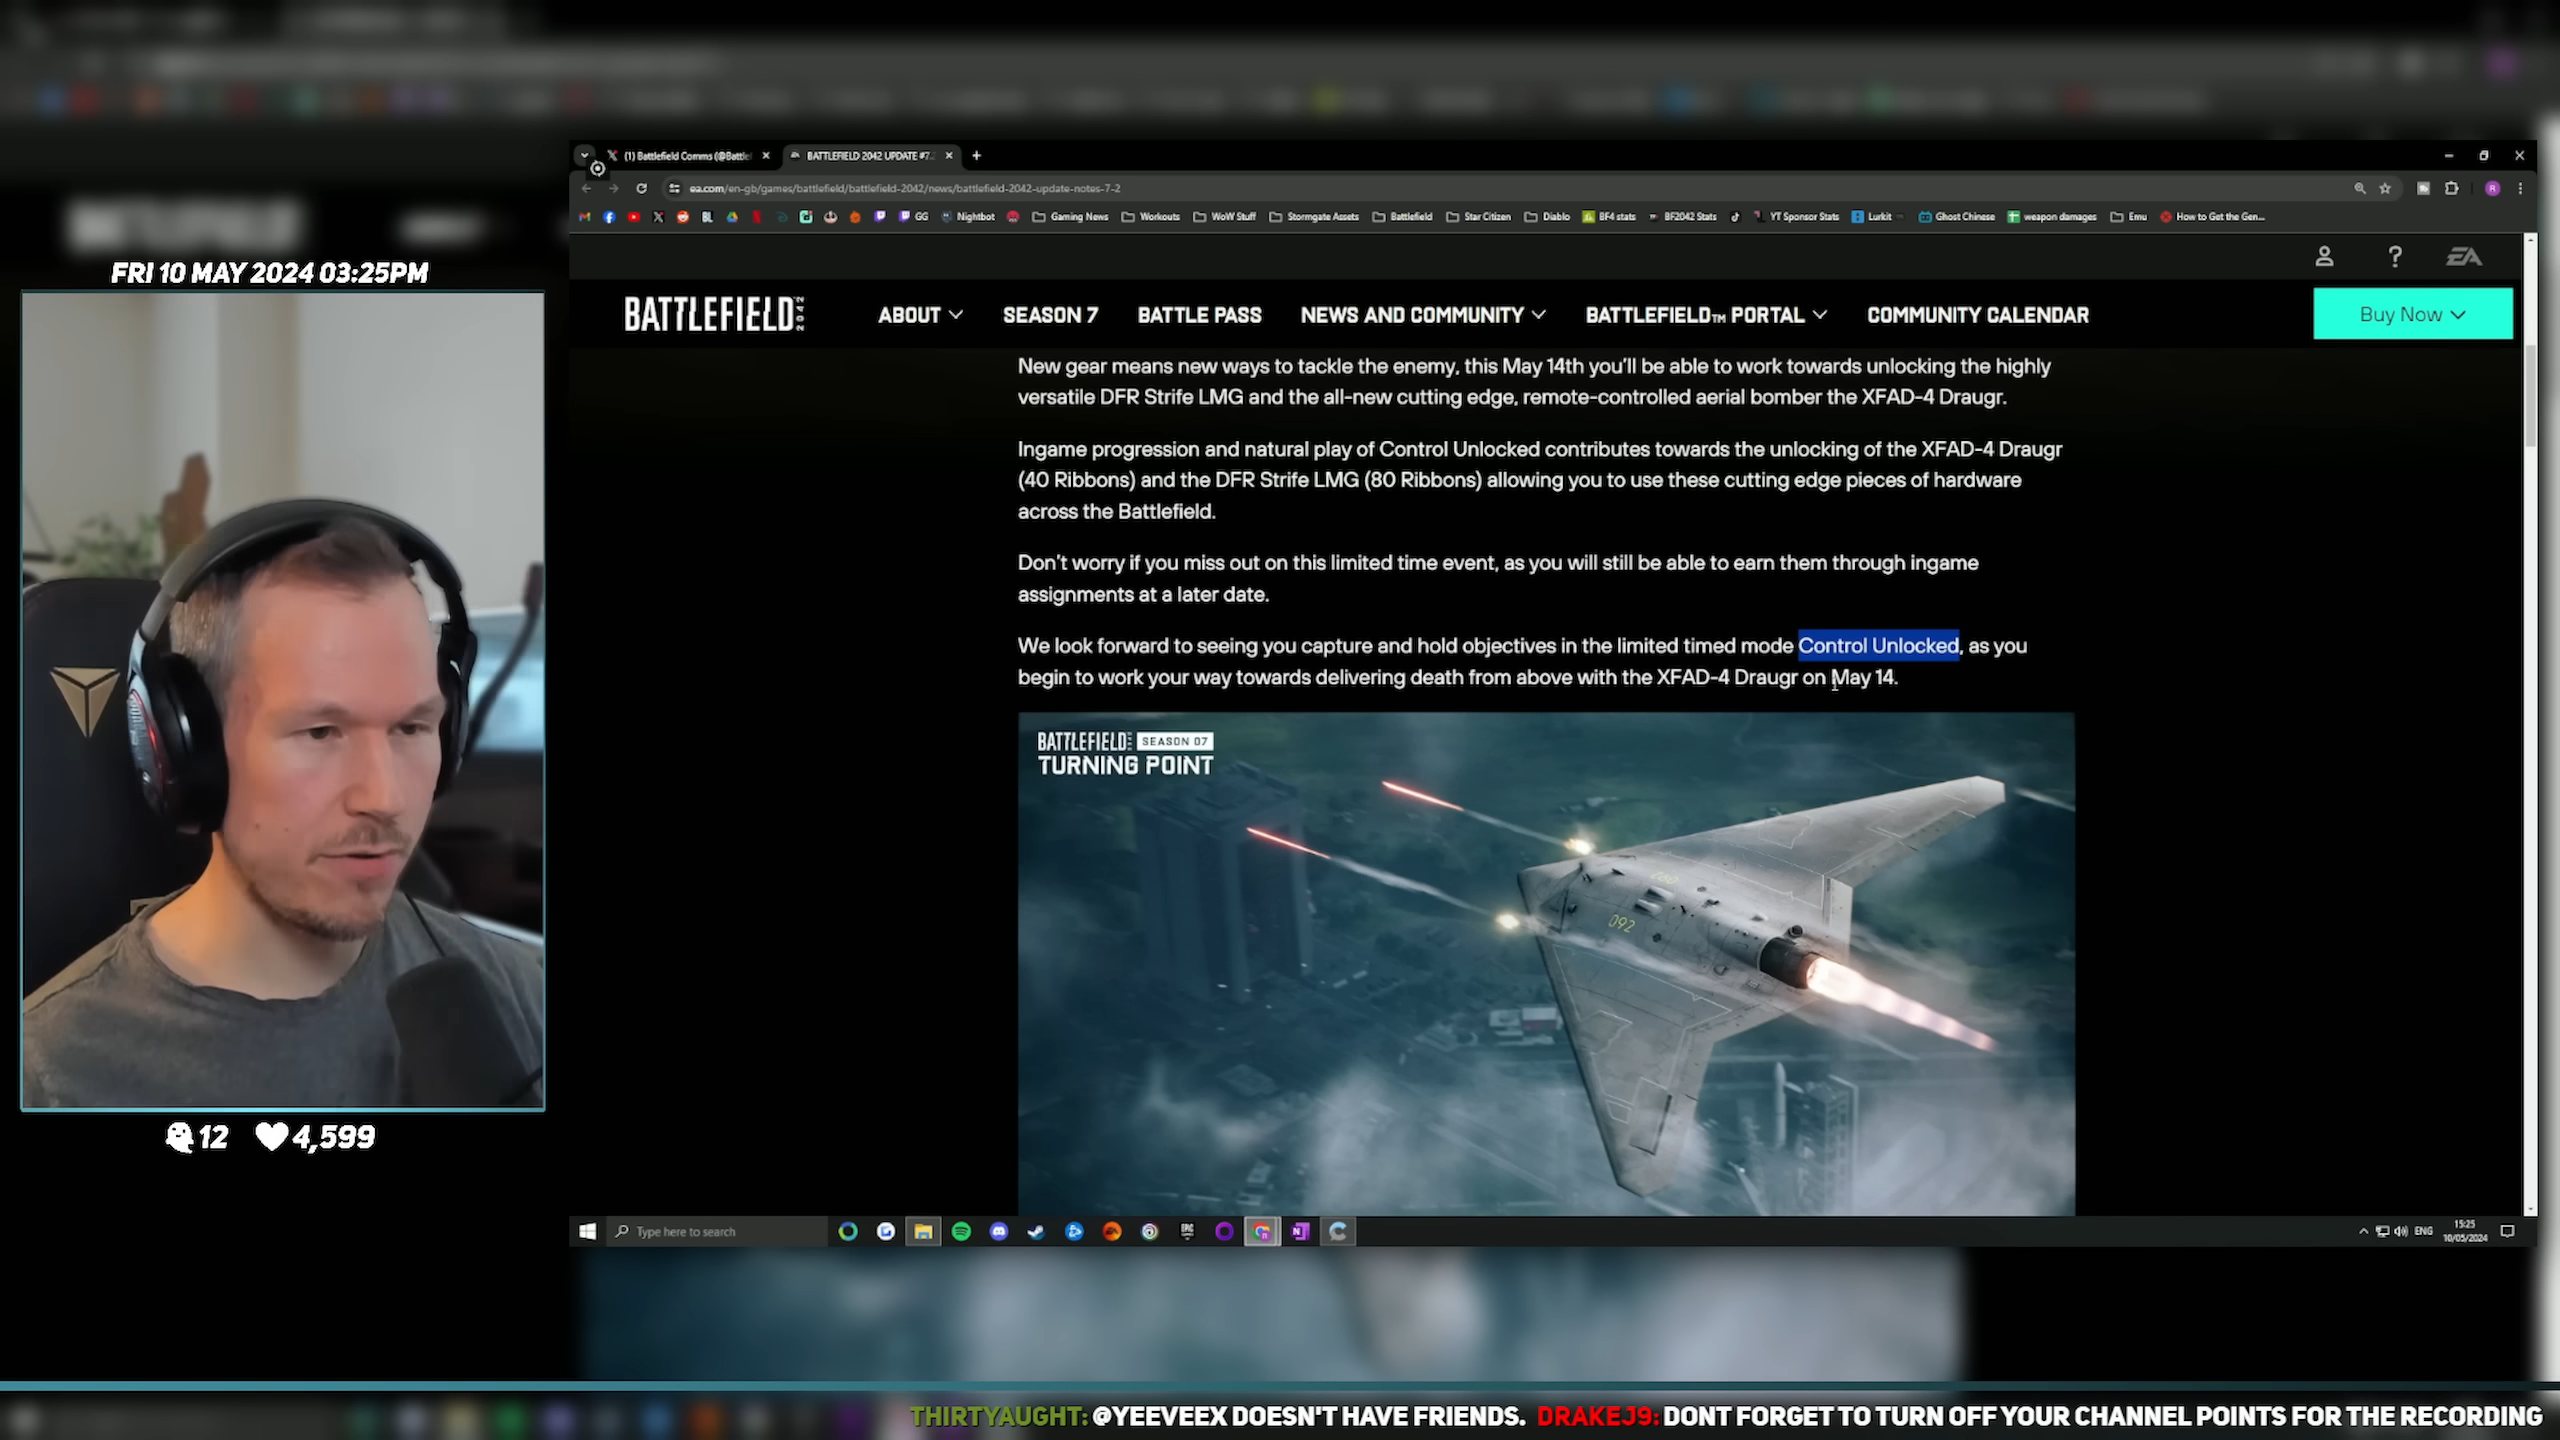 FRI 10 MAY 2024 03:25PM
(1) Battlefield Comms (@Battle
BATTLEFIELD 2042 UPDATE #7.
ea.com/en-gb/games/battlefield/battlefield-2042/news/battlefield-2042-update-notes-7-2
GG Nightbot Gaming News Workouts WoW Stuff Stormgate Assets Battlefield Star Citizen Diablo BF4 stats BF2042 Stats YT Sponsor Stats Lurkit Ghost Chinese weapon damages Emu How to Get the Gen...
BATTLEFIELD 2042 ABOUT SEASON 7 BATTLE PASS NEWS AND COMMUNITY BATTLEFIELD™ PORTAL COMMUNITY CALENDAR Buy Now
New gear means new ways to tackle the enemy, this May 14th you'll be able to work towards unlocking the highly
versatile DFR Strife LMG and the all-new cutting edge, remote-controlled aerial bomber the XFAD-4 Draugr.
Ingame progression and natural play of Control Unlocked contributes towards the unlocking of the XFAD-4 Draugr
(40 Ribbons) and the DFR Strife LMG (80 Ribbons) allowing you to use these cutting edge pieces of hardware
across the Battlefield.
Don't worry if you miss out on this limited time event, as you will still be able to earn them through ingame
assignments at a later date.
We look forward to seeing you capture and hold objectives in the limited timed mode Control Unlocked, as you
begin to work your way towards delivering death from above with the XFAD-4 Draugr on May 14.
BATTLEFIELD 2042 SEASON 07
TURNING POINT
092
12 4,599
Type here to search
ENG
15:25
10/05/2024
THIRTYAUGHT: @YEEVEEX DOESN'T HAVE FRIENDS. DRAKEJ9: DONT FORGET TO TURN OFF YOUR CHANNEL POINTS FOR THE RECORDING